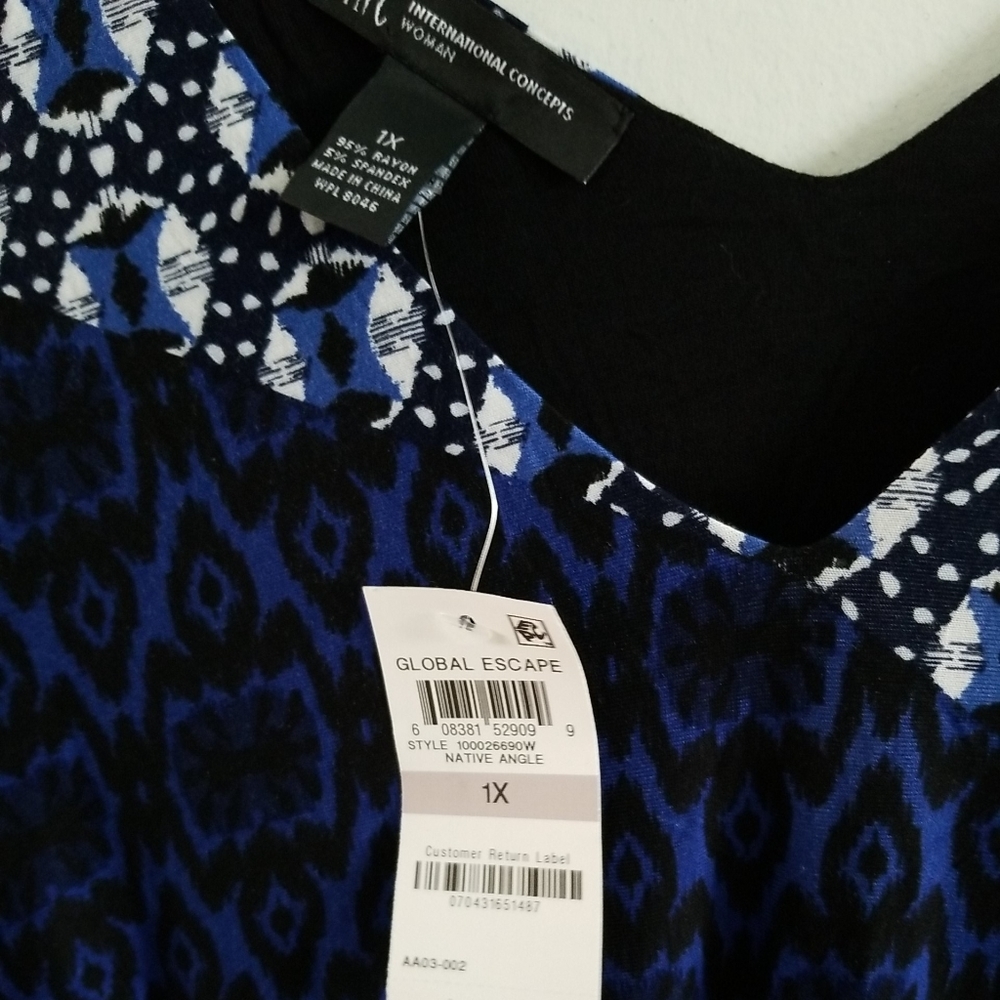 INTERNATIONAL CONCEPTS
WOMAN
1X
95% RAYON
5% SPANDEX
MADE IN CHINA
WPL 8046
GLOBAL ESCAPE
6 08381 52909 9
STYLE 100026690W
NATIVE ANGLE
1X
Customer Return Label
070431651487
AA03-002